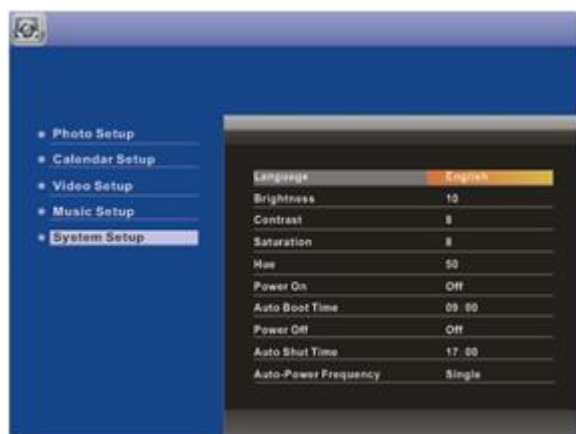 Photo Setup
Calendar Setup
Video Setup
Music Setup
System Setup
Language English
Brightness 10
Contrast 8
Saturation 8
Hue 50
Power On Off
Auto Boot Time 09 00
Power Off Off
Auto Shut Time 17 00
Auto-Power Frequency Single